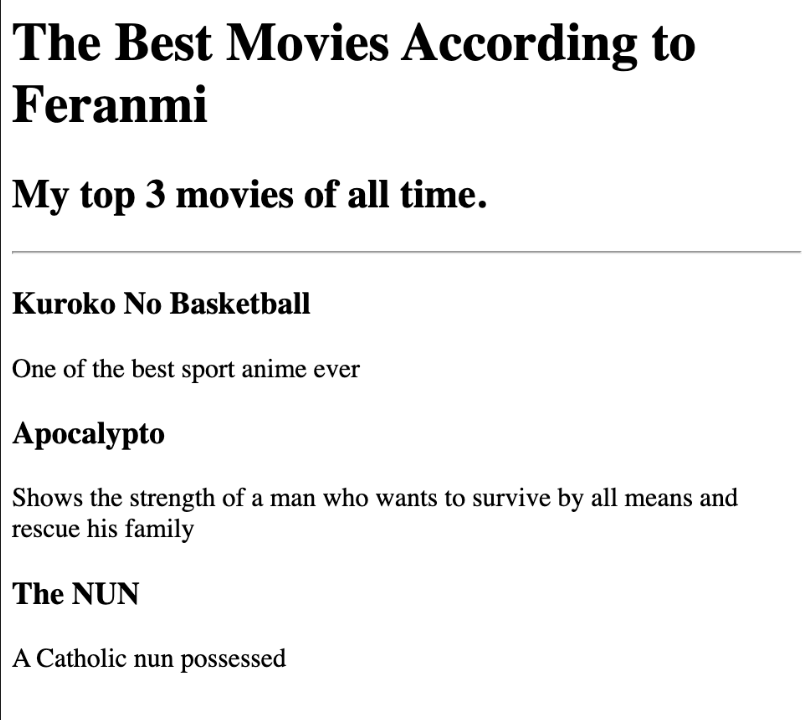 The Best Movies According to
Feranmi
My top 3 movies of all time.
Kuroko No Basketball
One of the best sport anime ever
Apocalypto
Shows the strength of a man who wants to survive by all means and
rescue his family
The NUN
A Catholic nun possessed